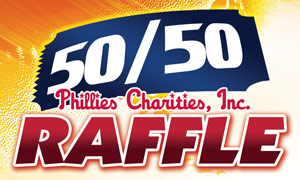 50/50
Phillies Charities, Inc.
RAFFLE